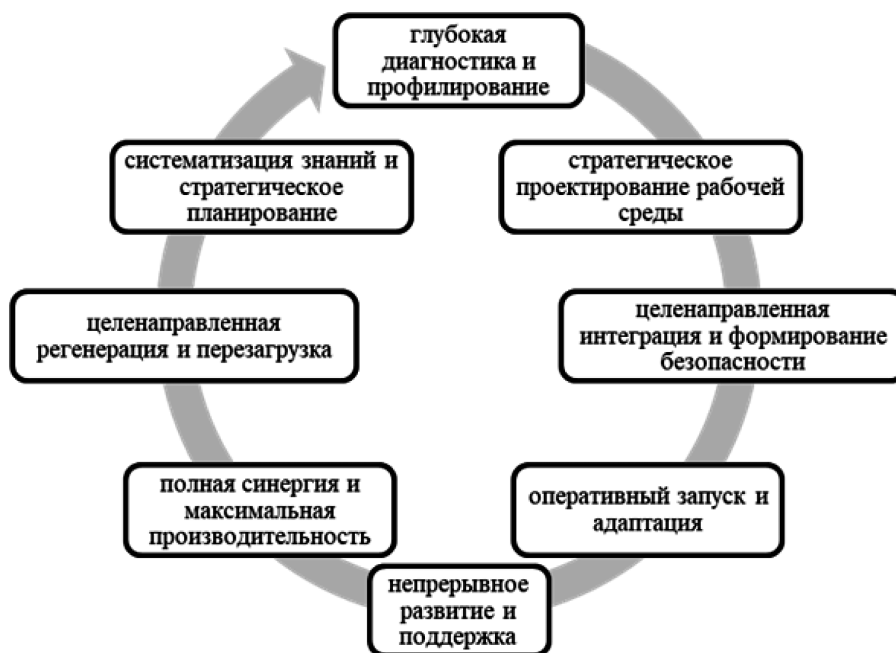 глубокая
диагностика и
профилирование
стратегическое
проектирование рабочей
среды
целенаправленная
интеграция и формирование
безопасности
оперативный запуск и
адаптация
непрерывное
развитие и
поддержка
полная синергия и
максимальная
производительность
целенаправленная
регенерация и перезагрузка
систематизация знаний и
стратегическое
планирование